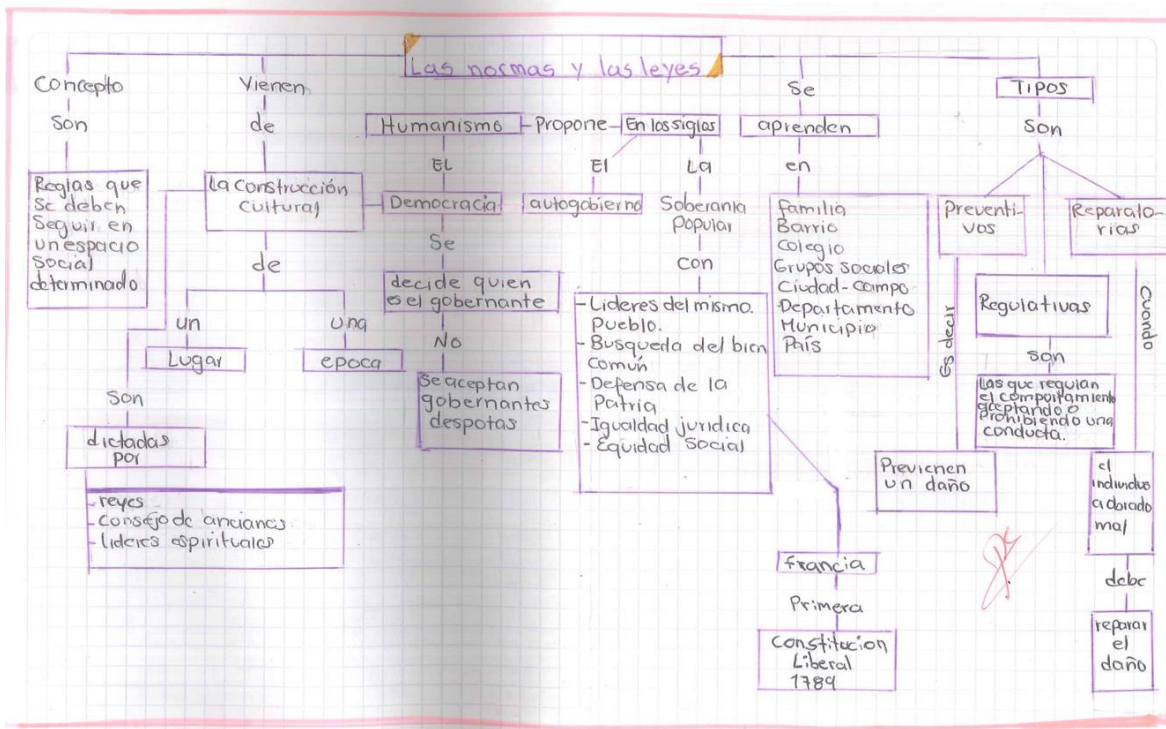 Las normas y las leyes
Concepto
Son
Reglas que
se deben
seguir en
un espacio
social
determinado
Vienen
de
La construcción
cultural
de
un
Lugar
una
epoca
Son
dictadas
por
- reyes
- consejo de ancianos
- lideres espirituales
Humanismo
Propone
En los siglos
EL
Democracia
Se
decide quien
es el gobernante
No
se aceptan
gobernantes
despotas
El
autogobierno
La
Soberania
Popular
con
- Lideres del mismo.
Pueblo.
- Busqueda del bien
común
- Defensa de la
Patria
- Igualdad juridica
- Equidad Social
francia
Primera
Constitucion
Liberal
1789
Se
aprenden
en
familia
Barrio
Colegio
Grupos sociales
Ciudad-campo
Departamento
Municipio
País
TIPOS
Son
Preventi-
vas
Es decir
Previenen
un daño
Regulativas
son
Las que regulan
el comportamiento
aceptando o
prohibiendo una
conducta.
Reparato-
rias
Cuando
el
individuo
a obrado
mal
debe
reparar
el
daño